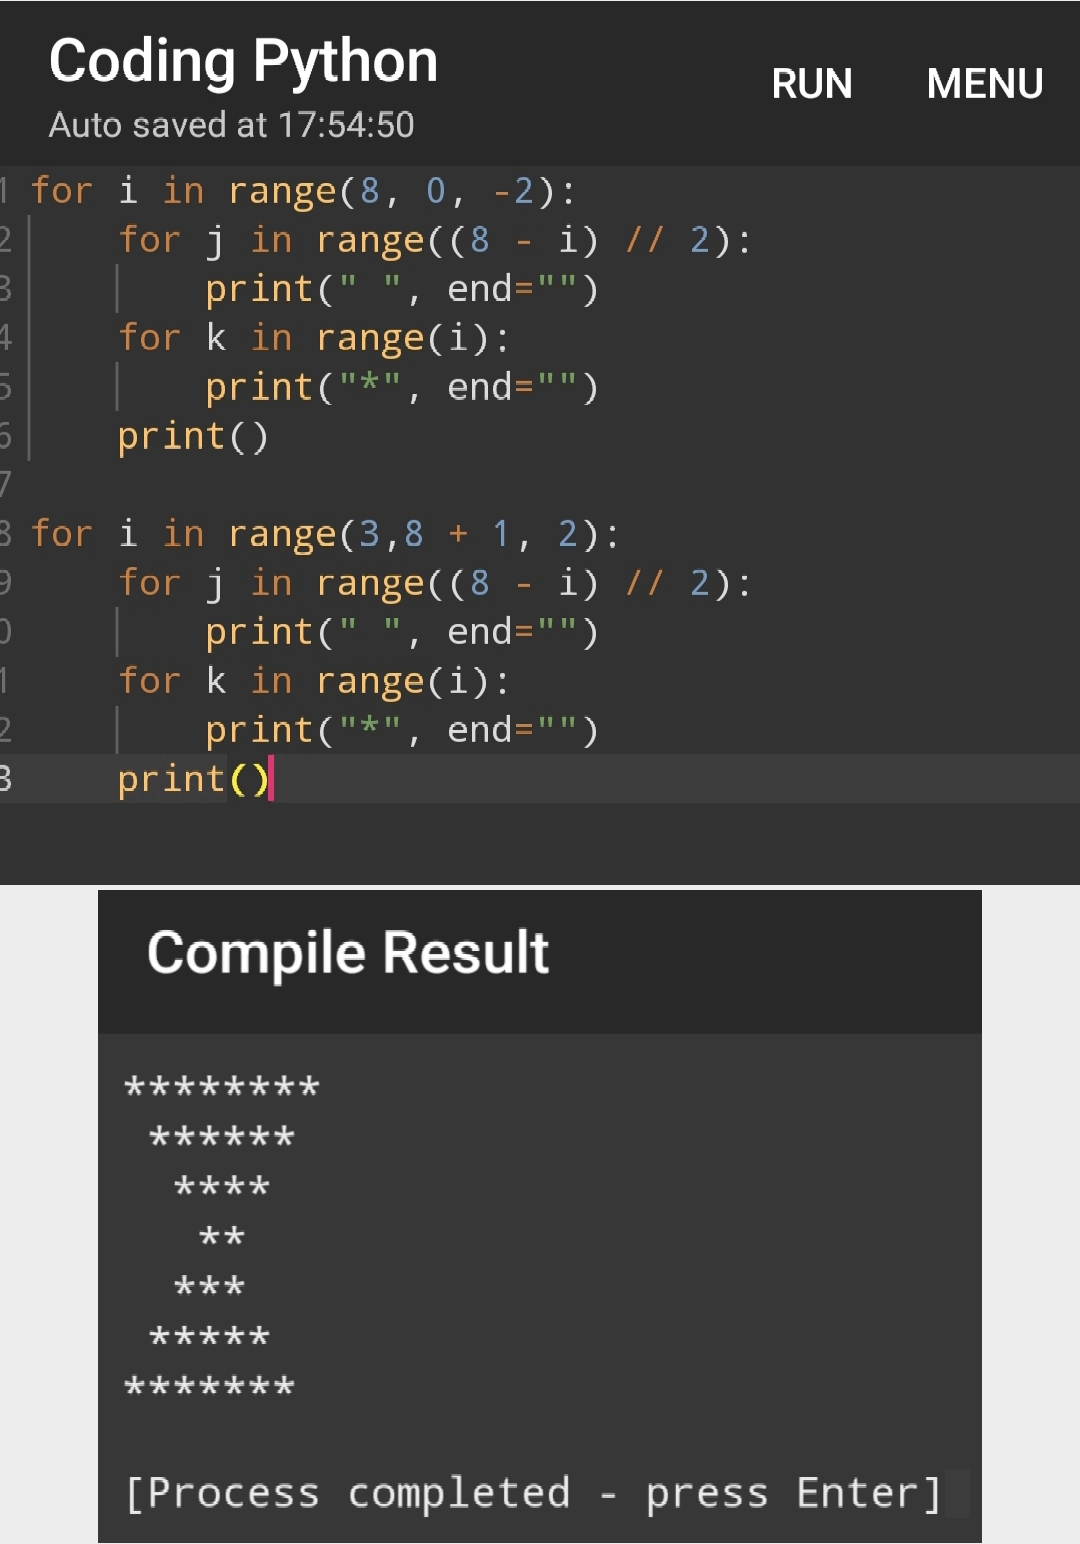 Coding Python
RUN MENU
Auto saved at 17:54:50
1 for i in range(8, 0, -2):
2     for j in range((8 - i) // 2):
3         print(" ", end="")
4     for k in range(i):
5         print("*", end="")
6     print()
7
8 for i in range(3,8 + 1, 2):
9     for j in range((8 - i) // 2):
0         print(" ", end="")
1     for k in range(i):
2         print("*", end="")
3     print()
Compile Result
********
 ******
  ****
   **
  ***
 *****
*******
[Process completed - press Enter]